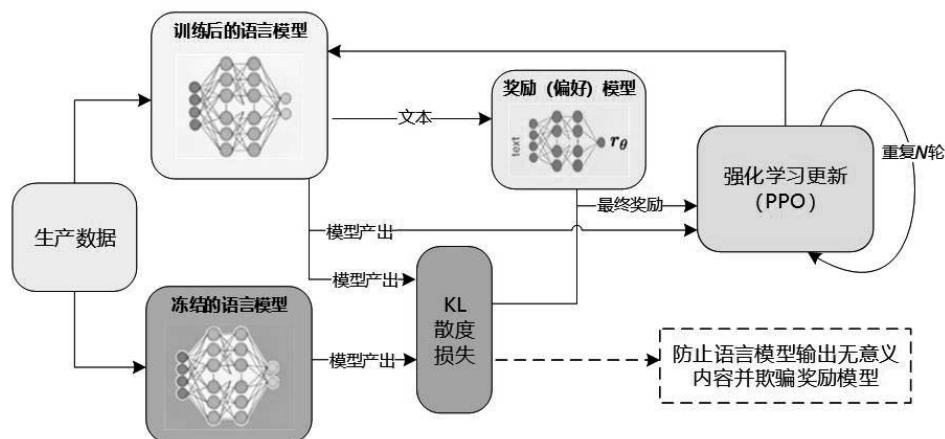 训练后的语言模型
奖励（偏好）模型
文本
text
rθ
重复N轮
强化学习更新
（PPO）
最终奖励
生产数据
模型产出
模型产出
冻结的语言模型
KL
散度
损失
模型产出
防止语言模型输出无意义
内容并欺骗奖励模型